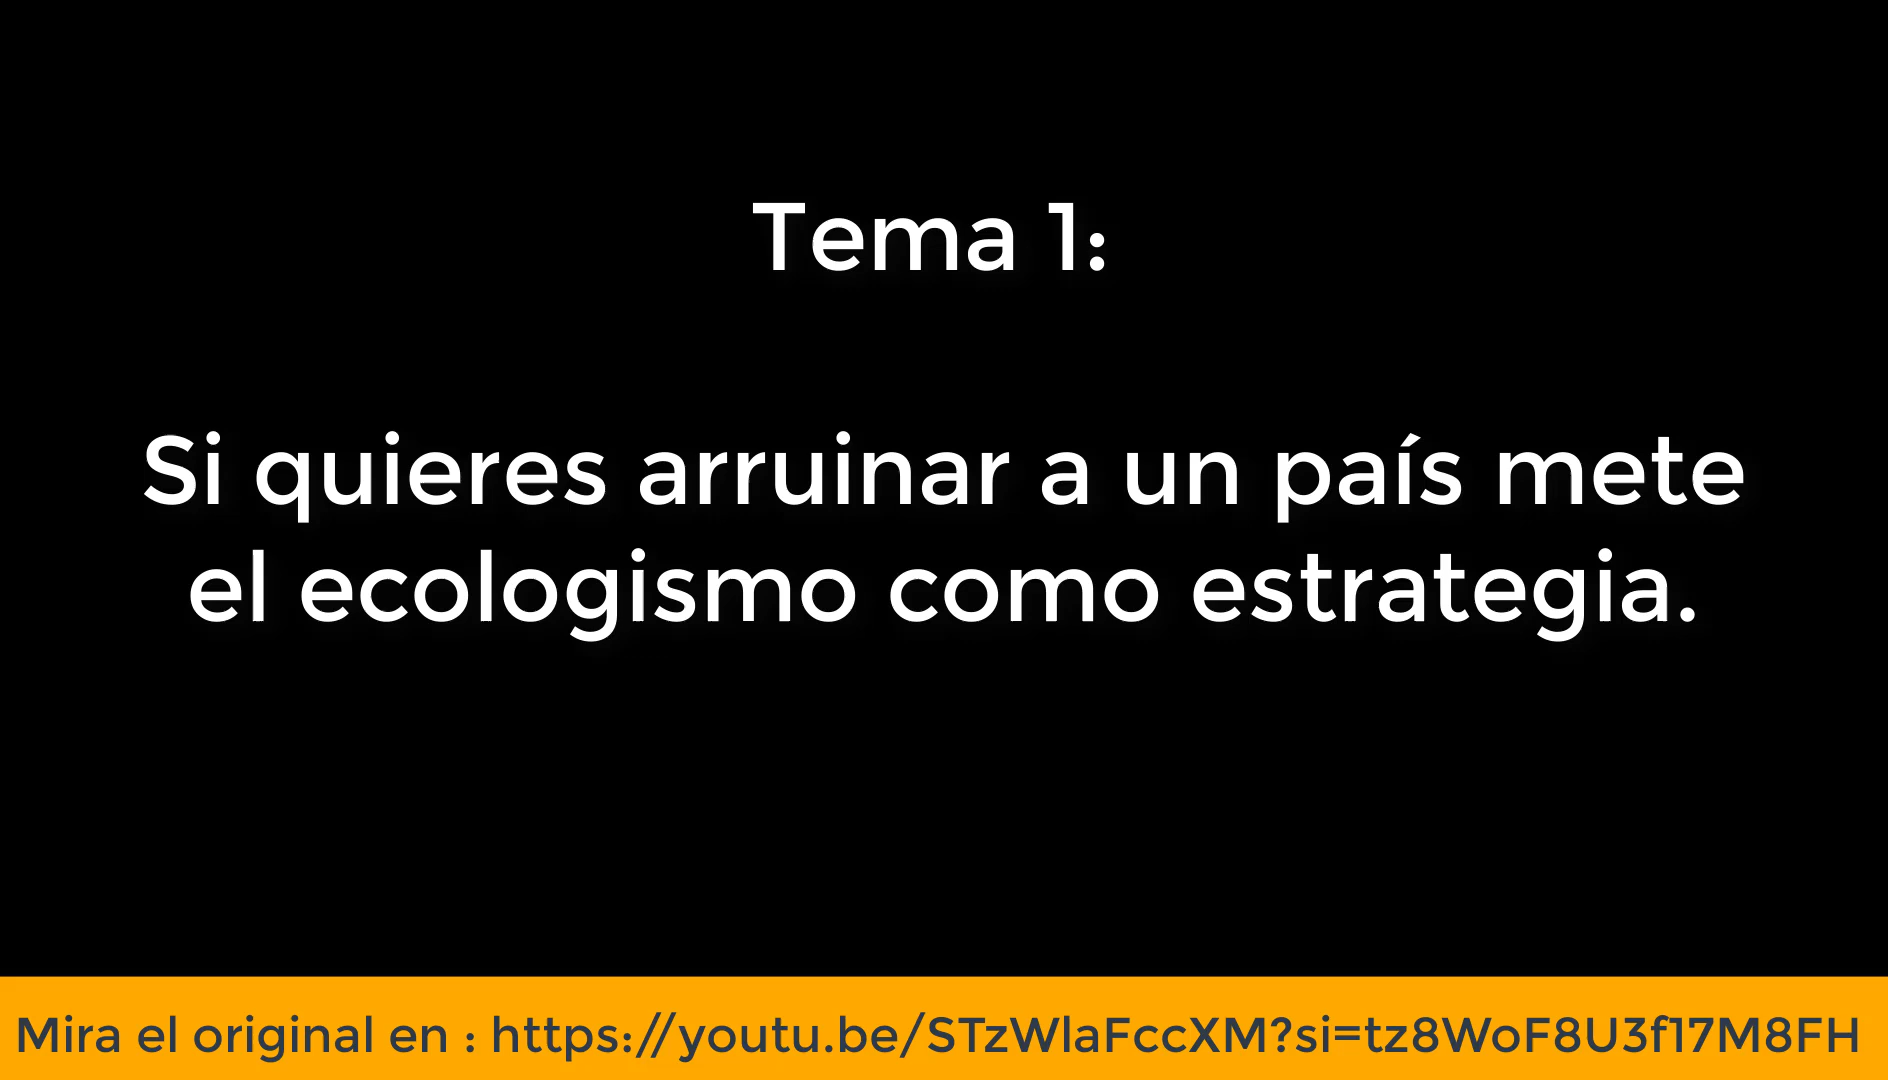 Tema 1:
Si quieres arruinar a un país mete
el ecologismo como estrategia.
Mira el original en : https://youtu.be/STzWlaFccXM?si=tz8WoF8U3f17M8FH